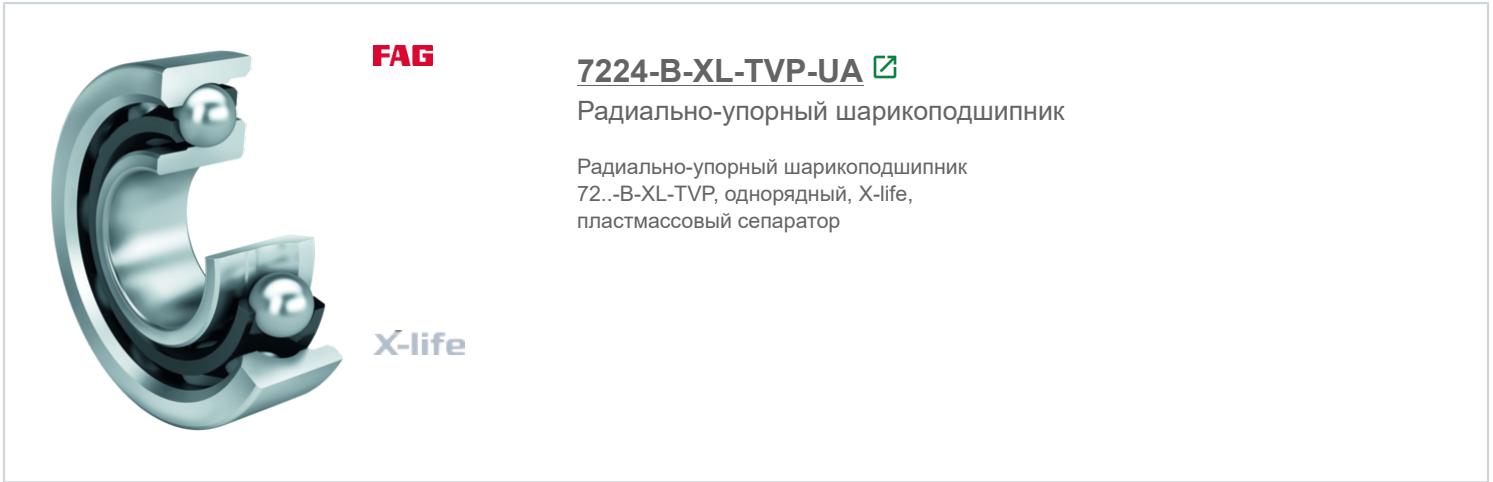 FAG
7224-B-XL-TVP-UA
Радиально-упорный шарикоподшипник
Радиально-упорный шарикоподшипник
72..-B-XL-TVP, однорядный, X-life,
пластмассовый сепаратор
X-life